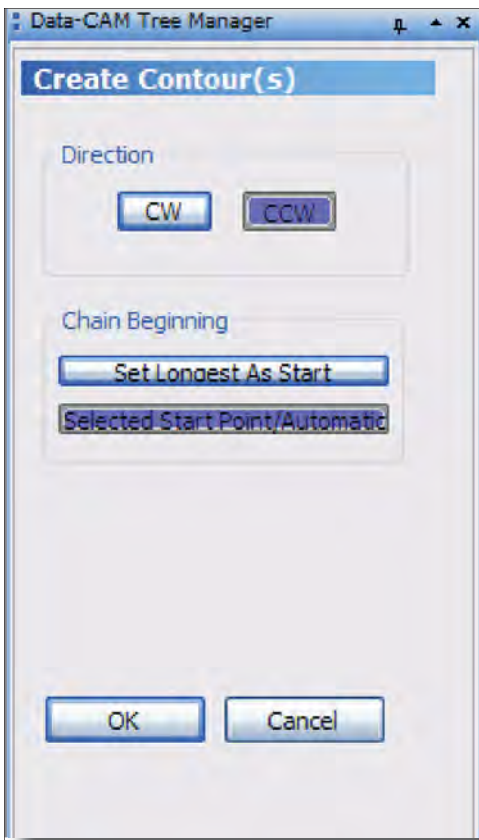 Data-CAM Tree Manager
Create Contour(s)
Direction
CW CCW
Chain Beginning
Set Longest As Start
Selected Start Point/Automatic
OK Cancel